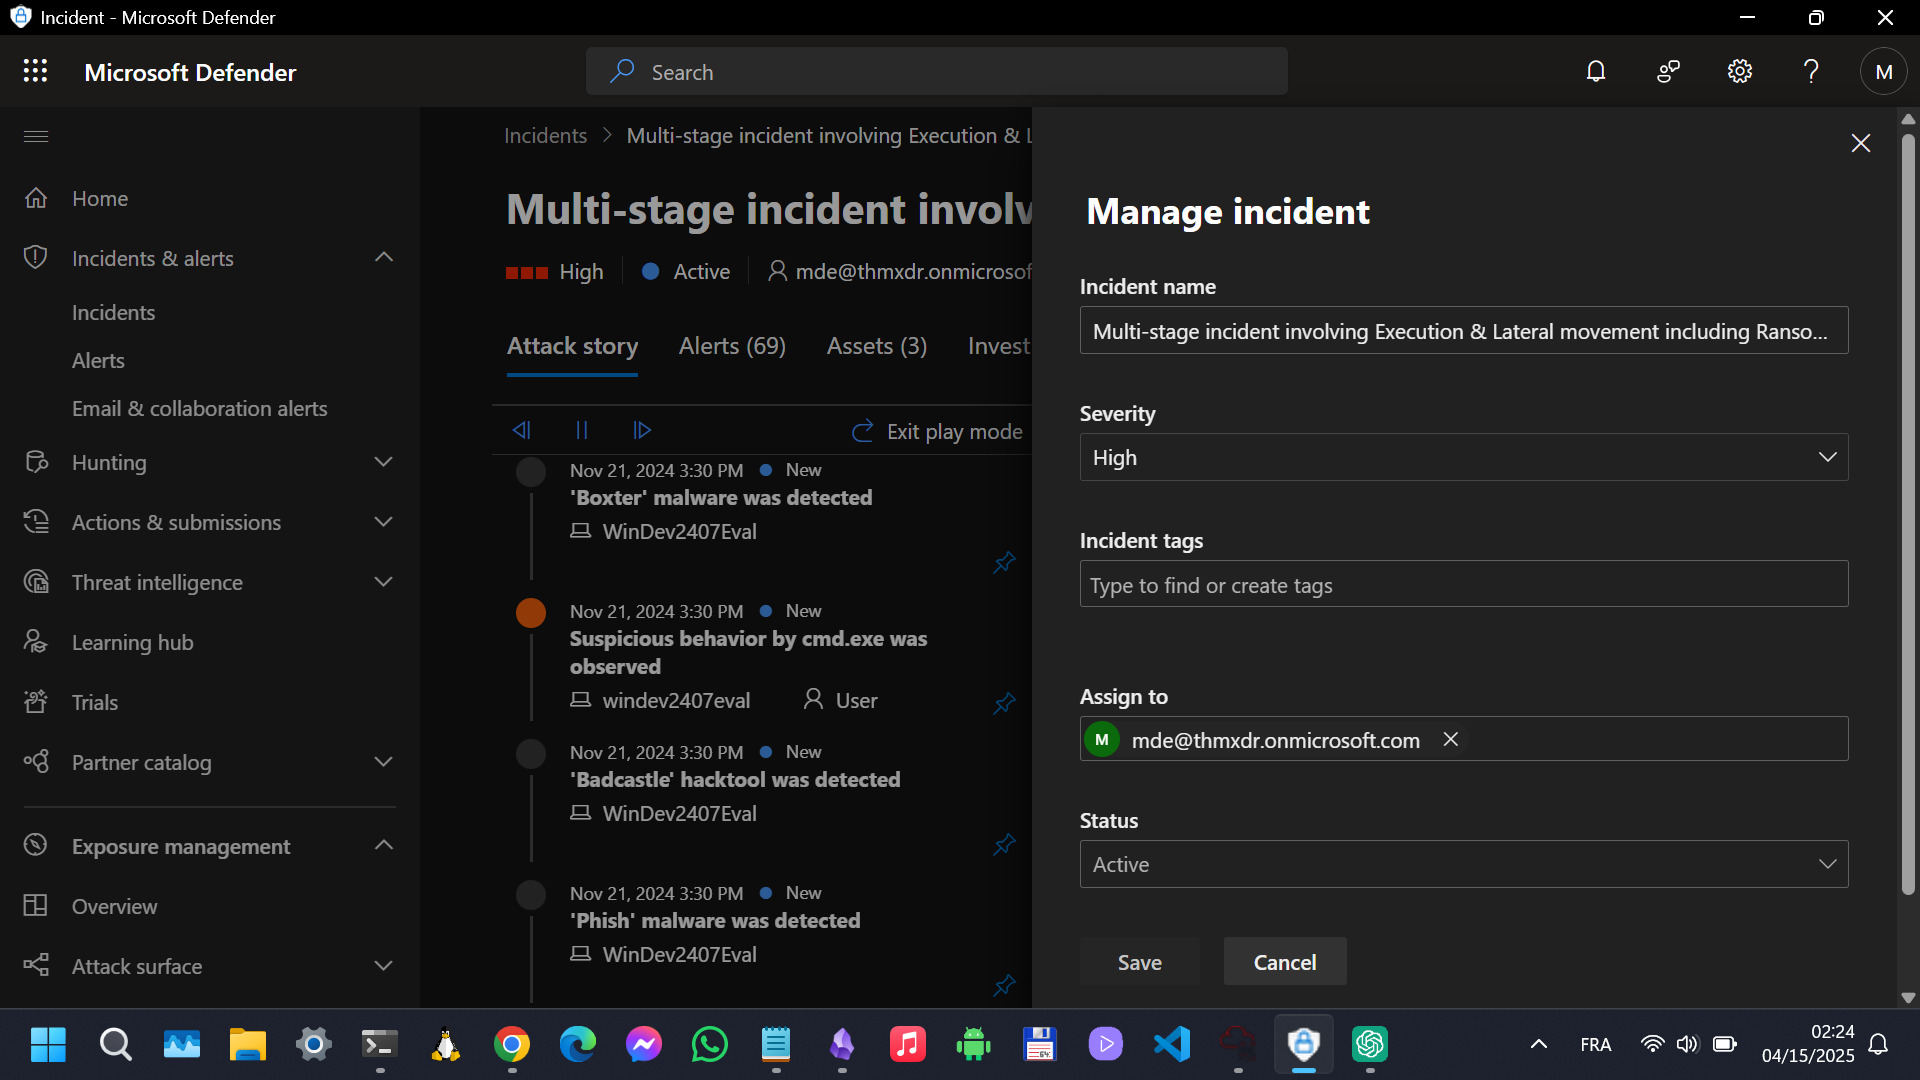 Incident - Microsoft Defender
Microsoft Defender
Search
M
Home
Incidents & alerts
Incidents
Alerts
Email & collaboration alerts
Hunting
Actions & submissions
Threat intelligence
Learning hub
Trials
Partner catalog
Exposure management
Overview
Attack surface
Incidents > Multi-stage incident involving Execution & L
Multi-stage incident involv
High Active mde@thmxdr.onmicrosof
Attack story Alerts (69) Assets (3) Invest
Exit play mode
Nov 21, 2024 3:30 PM New
'Boxter' malware was detected
WinDev2407Eval
Nov 21, 2024 3:30 PM New
Suspicious behavior by cmd.exe was
observed
windev2407eval User
Nov 21, 2024 3:30 PM New
'Badcastle' hacktool was detected
WinDev2407Eval
Nov 21, 2024 3:30 PM New
'Phish' malware was detected
WinDev2407Eval
Manage incident
Incident name
Multi-stage incident involving Execution & Lateral movement including Ranso...
Severity
High
Incident tags
Type to find or create tags
Assign to
M mde@thmxdr.onmicrosoft.com
Status
Active
Save Cancel
64
FRA
02:24
04/15/2025